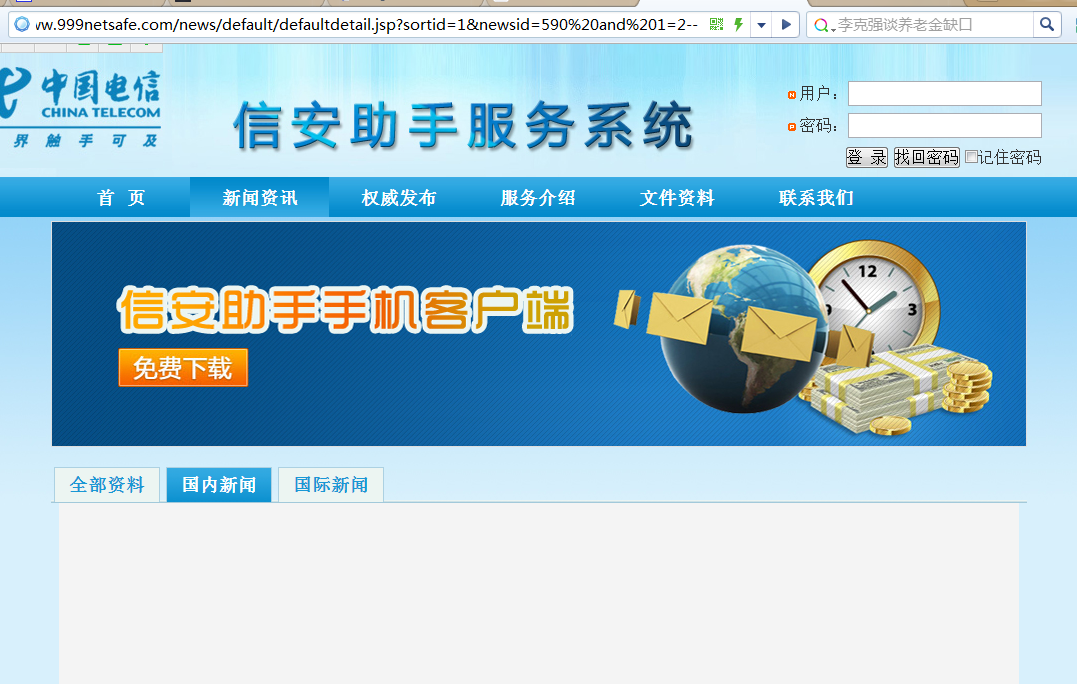 vw.999netsafe.com/news/default/defaultdetail.jsp?sortid=1&newsid=590%20and%201=2--
李克强谈养老金缺口
中国电信
CHINA TELECOM
界 触 手 可 及
信安助手服务系统
用户：
密码：
登 录 找回密码 记住密码
首 页 新闻资讯 权威发布 服务介绍 文件资料 联系我们
信安助手手机客户端
免费下载
12
3
9
全部资料 国内新闻 国际新闻